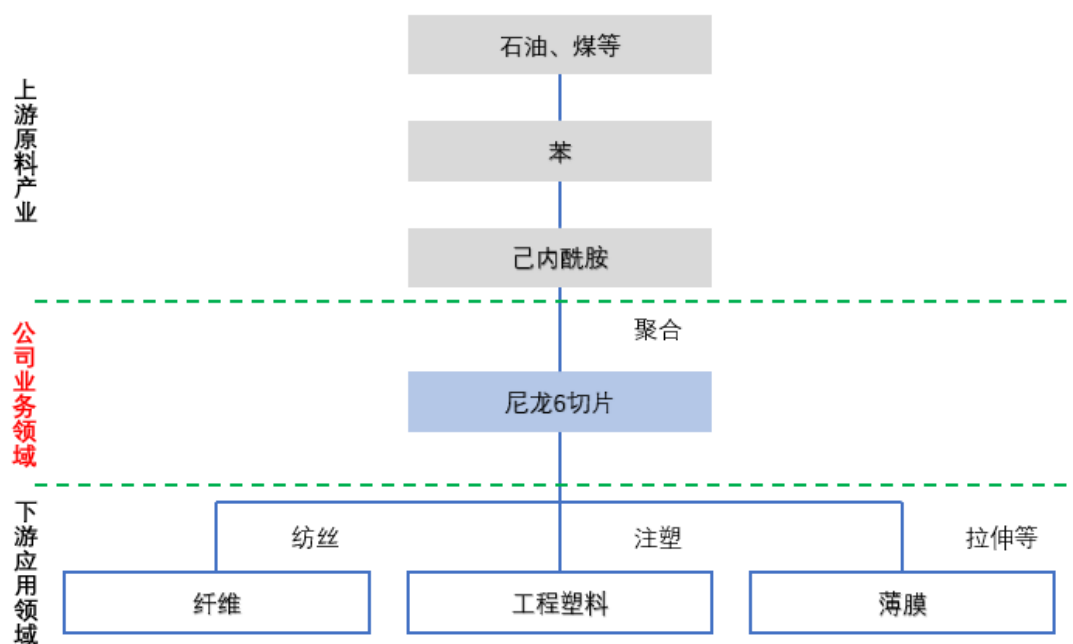 上游原料产业
石油、煤等
苯
己内酰胺
公司业务领域
聚合
尼龙6切片
下游应用领域
纺丝
注塑
拉伸等
纤维
工程塑料
薄膜